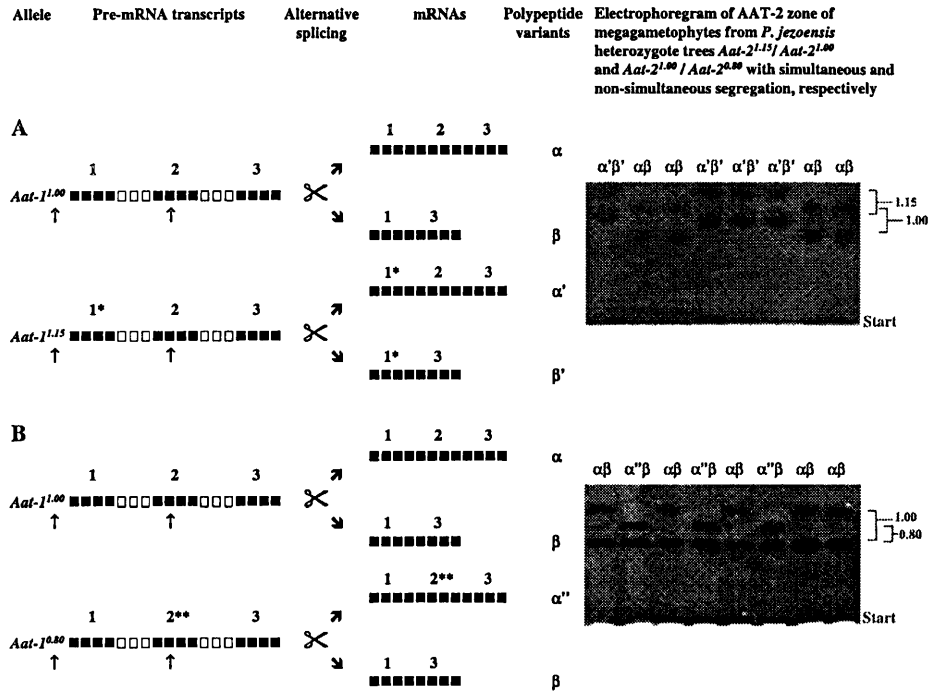 Allele Pre-mRNA transcripts Alternative splicing mRNAs Polypeptide variants
Electrophoregram of AAT-2 zone of
megagametophytes from P. jezoensis
heterozygote trees Aat-2^1.15/ Aat-2^1.00
and Aat-2^1.00 / Aat-2^0.80 with simultaneous and
non-simultaneous segregation, respectively
A
1 2 3
α
1 2 3
Aat-1^1.00
1 3
β
1* 2 3
α'
1* 2 3
Aat-1^1.15
1* 3
β'
α'β' αβ αβ α'β' α'β' α'β' αβ αβ
1.15
1.00
Start
B
1 2 3
α
1 2 3
Aat-1^1.00
1 3
β
1 2** 3
α''
1 2** 3
Aat-1^0.80
1 3
β
αβ α''β αβ α''β αβ α''β αβ αβ
1.00
0.80
Start